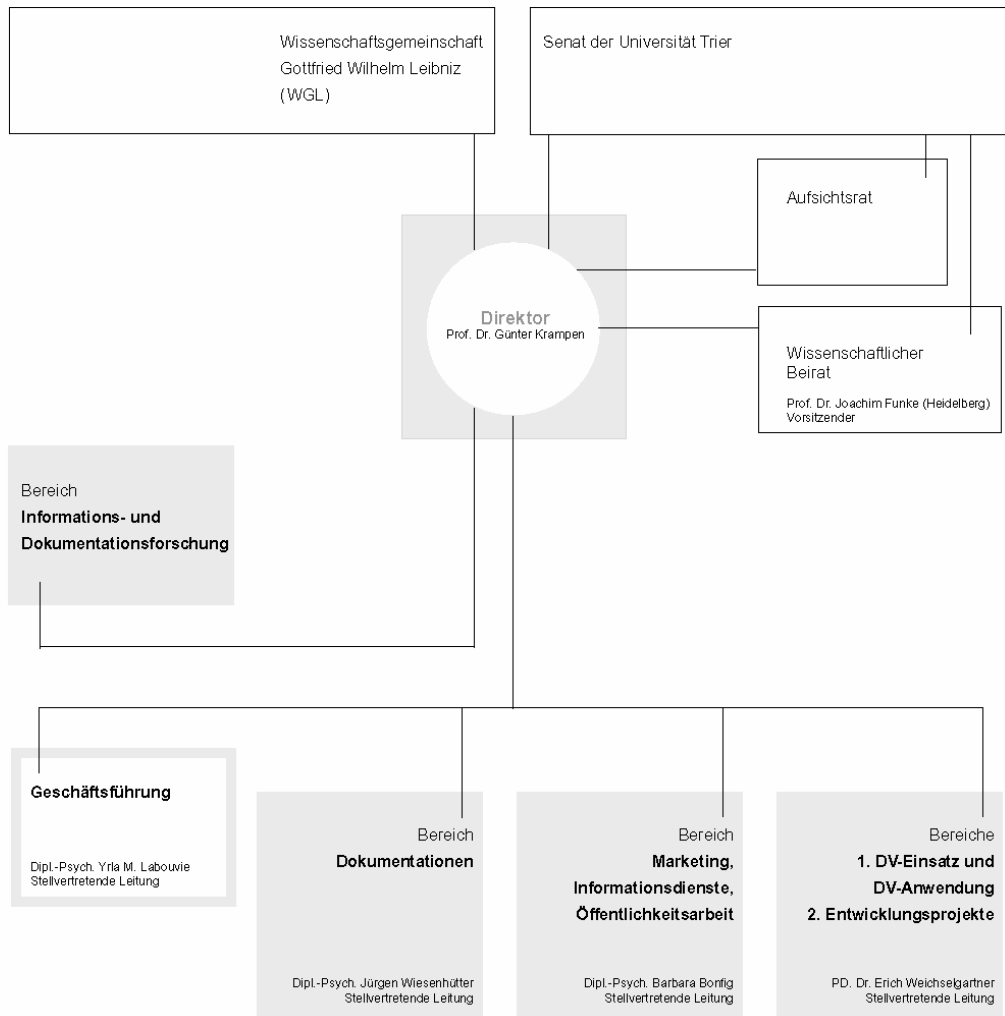 Wissenschaftsgemeinschaft
Gottfried Wilhelm Leibniz
(WGL)
Senat der Universität Trier
Aufsichtsrat
Direktor
Prof. Dr. Günter Krampen
Wissenschaftlicher
Beirat
Prof. Dr. Joachim Funke (Heidelberg)
Vorsitzender
Bereich
Informations- und
Dokumentationsforschung
Geschäftsführung
Dipl.-Psych. Yrla M. Labouvie
Stellvertretende Leitung
Bereich
Dokumentationen
Dipl.-Psych. Jürgen Wiesenhütter
Stellvertretende Leitung
Bereich
Marketing,
Informationsdienste,
Öffentlichkeitsarbeit
Dipl.-Psych. Barbara Bonfig
Stellvertretende Leitung
Bereiche
1. DV-Einsatz und
DV-Anwendung
2. Entwicklungsprojekte
PD. Dr. Erich Weichselgartner
Stellvertretende Leitung